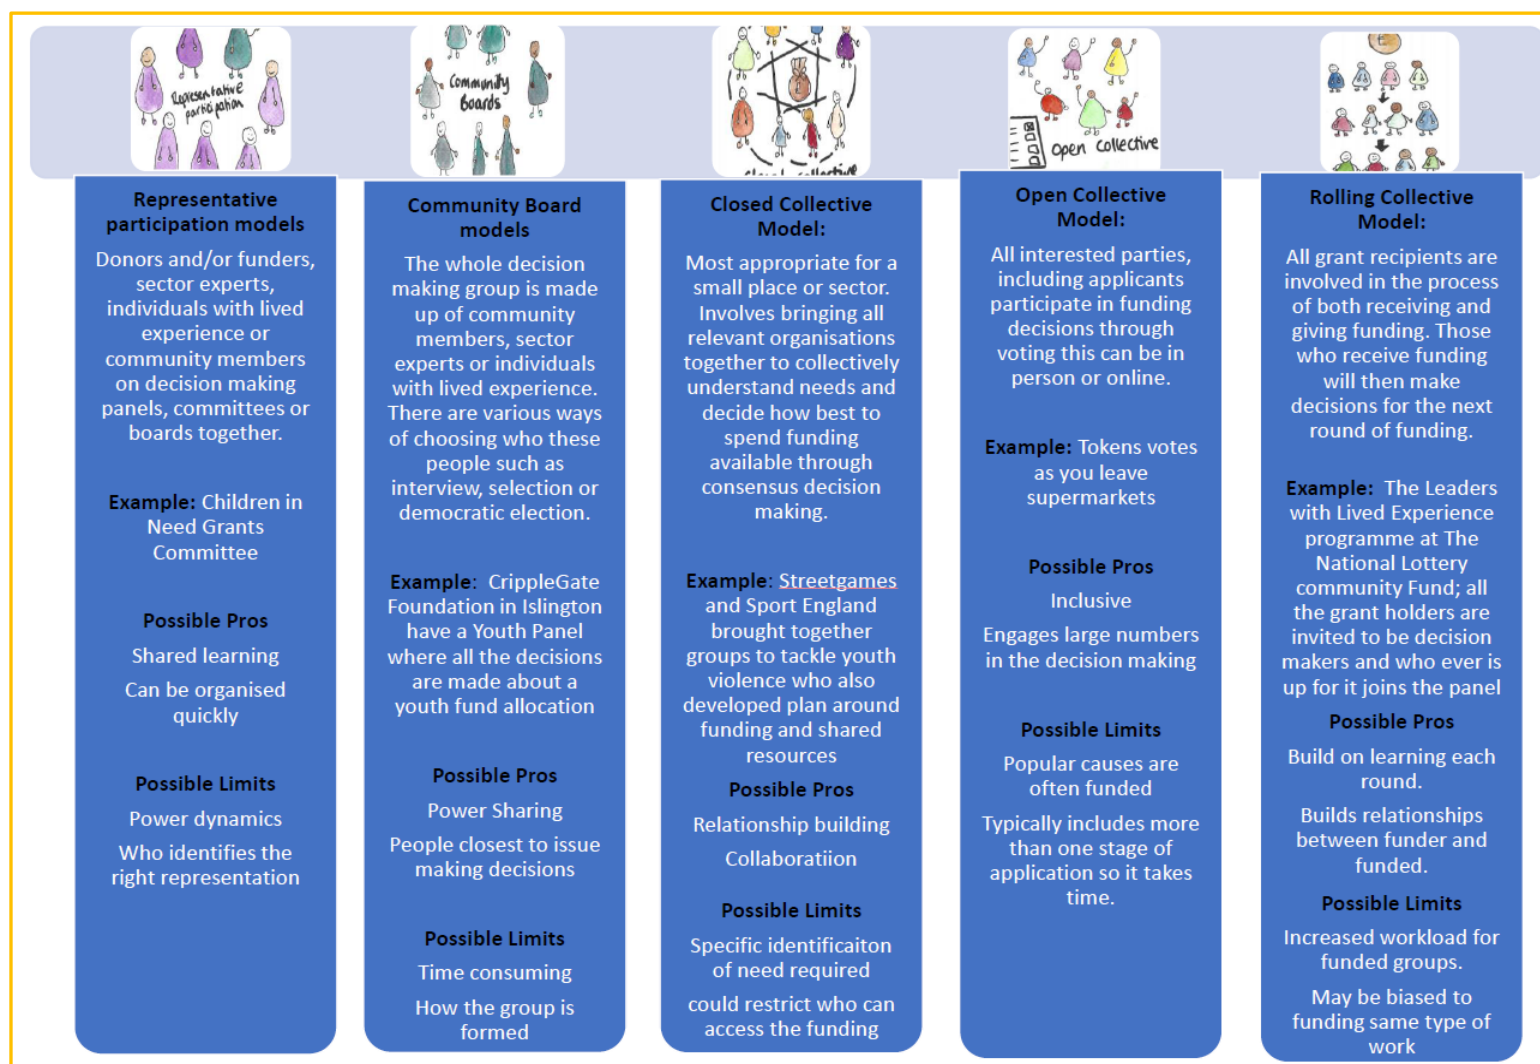 Representative
participation
Community
Boards
closed collective
open collective
Representative
participation models
Donors and/or funders,
sector experts,
individuals with lived
experience or
community members
on decision making
panels, committees or
boards together.
Example: Children in
Need Grants
Committee
Possible Pros
Shared learning
Can be organised
quickly
Possible Limits
Power dynamics
Who identifies the
right representation
Community Board
models
The whole decision
making group is made
up of community
members, sector
experts or individuals
with lived experience.
There are various ways
of choosing who these
people such as
interview, selection or
democratic election.
Example:  CrippleGate
Foundation in Islington
have a Youth Panel
where all the decisions
are made about a
youth fund allocation
Possible Pros
Power Sharing
People closest to issue
making decisions
Possible Limits
Time consuming
How the group is
formed
Closed Collective
Model:
Most appropriate for a
small place or sector.
Involves bringing all
relevant organisations
together to collectively
understand needs and
decide how best to
spend funding
available through
consensus decision
making.
Example: Streetgames
and Sport England
brought together
groups to tackle youth
violence who also
developed plan around
funding and shared
resources
Possible Pros
Relationship building
Collaboratiion
Possible Limits
Specific identificaiton
of need required
could restrict who can
access the funding
Open Collective
Model:
All interested parties,
including applicants
participate in funding
decisions through
voting this can be in
person or online.
Example: Tokens votes
as you leave
supermarkets
Possible Pros
Inclusive
Engages large numbers
in the decision making
Possible Limits
Popular causes are
often funded
Typically includes more
than one stage of
application so it takes
time.
Rolling Collective
Model:
All grant recipients are
involved in the process
of both receiving and
giving funding. Those
who receive funding
will then make
decisions for the next
round of funding.
Example:  The Leaders
with Lived Experience
programme at The
National Lottery
community Fund; all
the grant holders are
invited to be decision
makers and who ever is
up for it joins the panel
Possible Pros
Build on learning each
round.
Builds relationships
between funder and
funded.
Possible Limits
Increased workload for
funded groups.
May be biased to
funding same type of
work